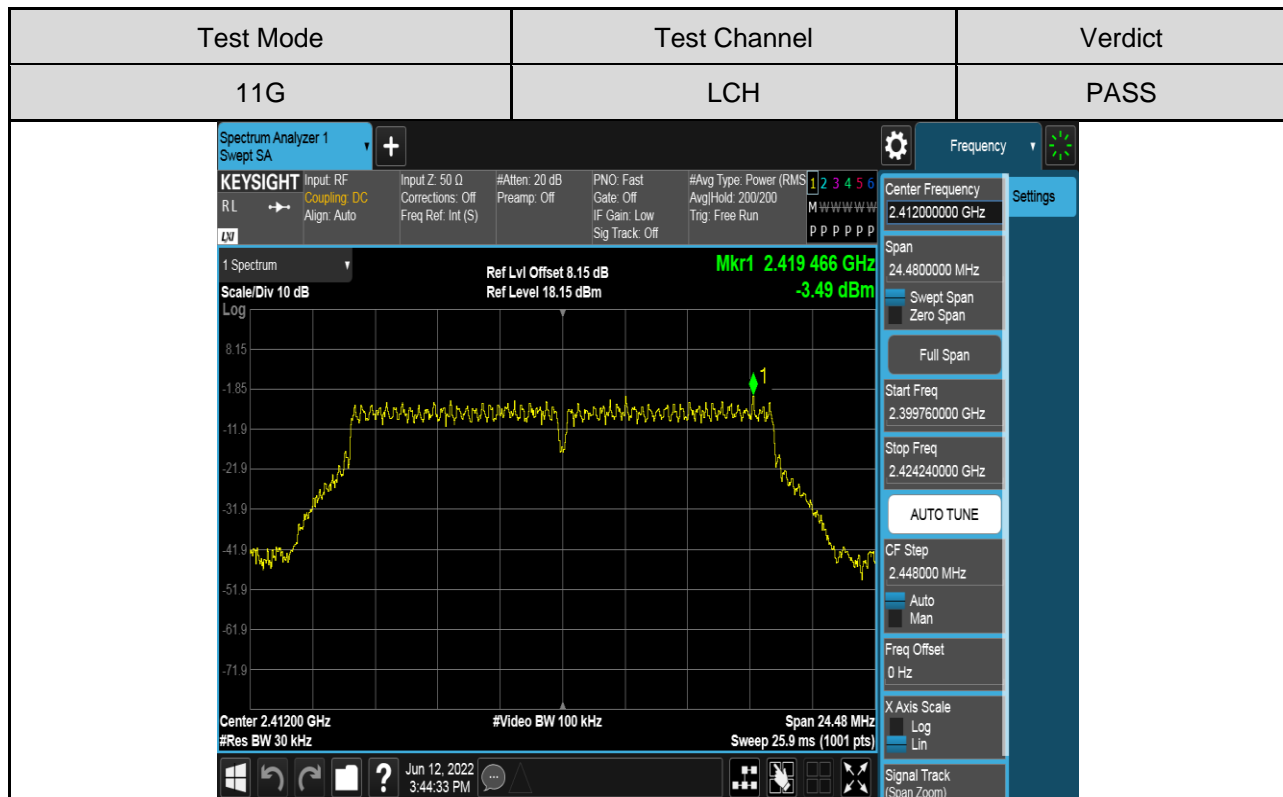 Test Mode Test Channel Verdict
11G LCH PASS
Spectrum Analyzer 1
Swept SA
Frequency
KEYSIGHT
R L
LXI
Input: RF
Coupling: DC
Align: Auto
Input Z: 50 Ω
Corrections: Off
Freq Ref: Int (S)
#Atten: 20 dB
Preamp: Off
PNO: Fast
Gate: Off
IF Gain: Low
Sig Track: Off
#Avg Type: Power (RMS
Avg|Hold: 200/200
Trig: Free Run
1 2 3 4 5 6
M W W W W W
P P P P P P
1 Spectrum
Scale/Div 10 dB
Log
Ref Lvl Offset 8.15 dB
Ref Level 18.15 dBm
Mkr1 2.419 466 GHz
-3.49 dBm
8.15
-1.85
-11.9
-21.9
-31.9
-41.9
-51.9
-61.9
-71.9
1
Center 2.41200 GHz
#Res BW 30 kHz
#Video BW 100 kHz
Span 24.48 MHz
Sweep 25.9 ms (1001 pts)
Jun 12, 2022
3:44:33 PM
?
Center Frequency
2.412000000 GHz
Span
24.4800000 MHz
Swept Span
Zero Span
Full Span
Start Freq
2.399760000 GHz
Stop Freq
2.424240000 GHz
AUTO TUNE
CF Step
2.448000 MHz
Auto
Man
Freq Offset
0 Hz
X Axis Scale
Log
Lin
Signal Track
(Span Zoom)
Settings